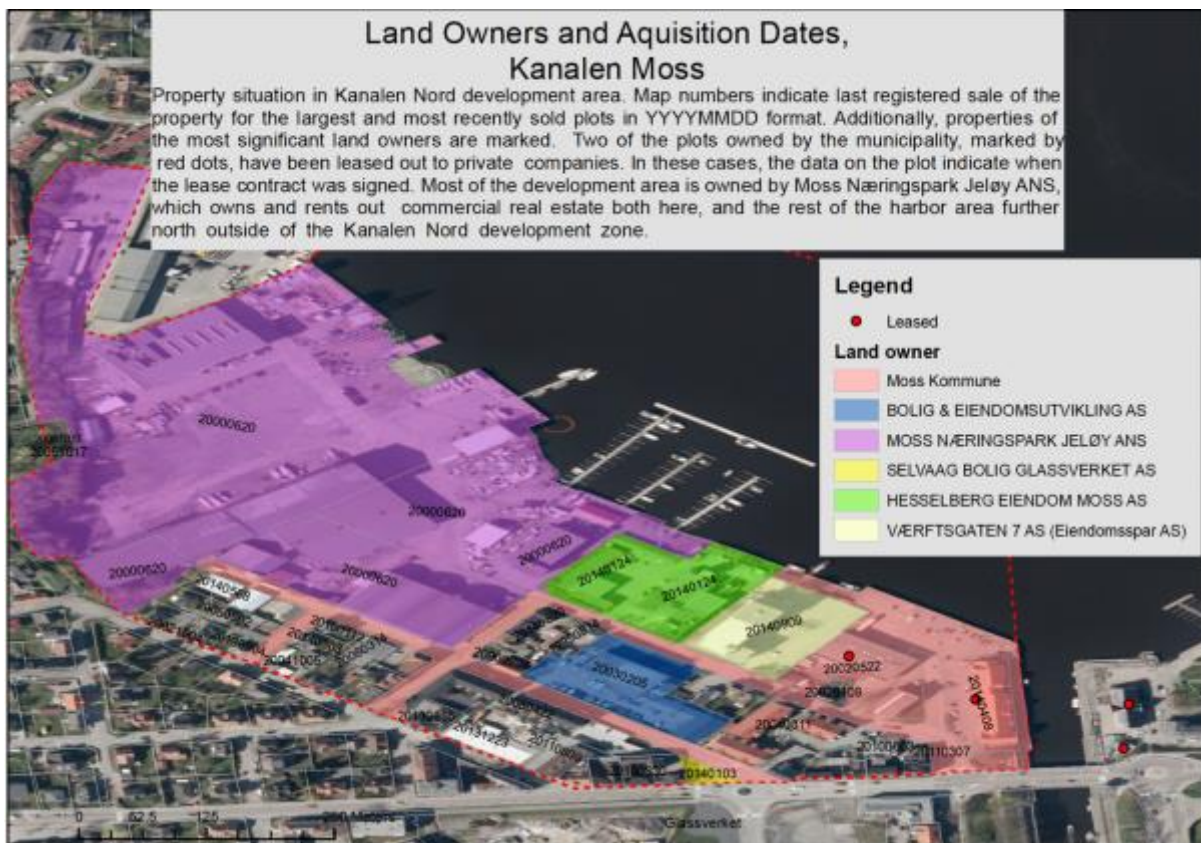 Land Owners and Aquisition Dates,
Kanalen Moss
Property situation in Kanalen Nord development area. Map numbers indicate last registered sale of the
property for the largest and most recently sold plots in YYYYMMDD format. Additionally, properties of
the most significant land owners are marked. Two of the plots owned by the municipality, marked by
red dots, have been leased out to private companies. In these cases, the data on the plot indicate when
the lease contract was signed. Most of the development area is owned by Moss Næringspark Jeløy ANS,
which owns and rents out commercial real estate both here, and the rest of the harbor area further
north outside of the Kanalen Nord development zone.
Legend
Leased
Land owner
Moss Kommune
BOLIG & EIENDOMSUTVIKLING AS
MOSS NÆRINGSPARK JELØY ANS
SELVAAG BOLIG GLASSVERKET AS
HESSELBERG EIENDOM MOSS AS
VÆRFTSGATEN 7 AS (Eiendomsspar AS)
20000620
20000620
20000620
20000620
20000620
20140124
20140124
20140909
20020522
20140409
20030205
20041005
20131223
20110307
20140103
0 62.5 125 250 Meters
Glassverket